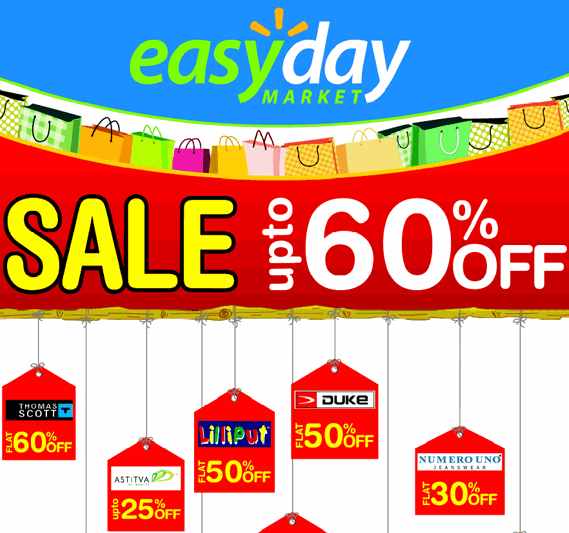 easyday
MARKET
SALE upto 60% OFF
THOMAS
SCOTT
FLAT 60% OFF
ASTITVA
upto 25% OFF
Lilliput
FLAT 50% OFF
DUKE
FLAT 50% OFF
NUMERO UNO
JEANSWEAR
FLAT 30% OFF